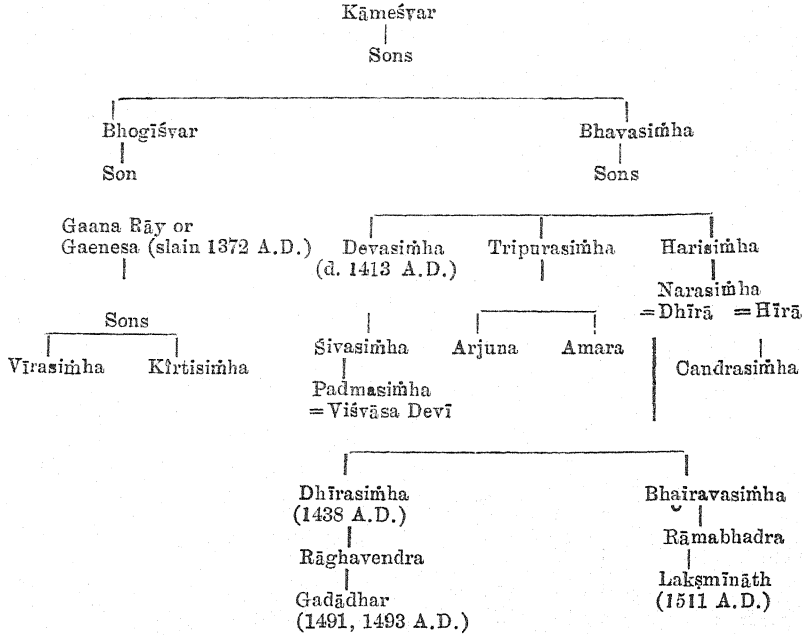 Kāmeśvar
Sons
Bhogīśvar Bhavasiṁha
Son Sons
Gaana Rāy or
Gaenesa (slain 1372 A.D.) Devasiṁha Tripurasiṁha Harisiṁha
(d. 1413 A.D.)
Narasiṁha
=Dhīrā =Hīrā
Sons
Vīrasiṁha Kīrtisiṁha Śivasiṁha Arjuna Amara Candrasiṁha
Padmasiṁha
=Viśvāsa Devī
Dhīrasiṁha Bhairavasiṁha
(1438 A.D.)
Rāmabhadra
Rāghavendra
Lakṣmīnāth
Gadādhar (1511 A.D.)
(1491, 1493 A.D.)